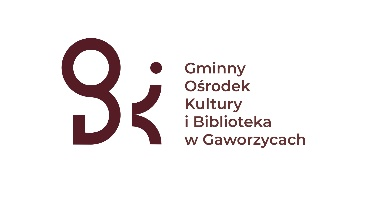 Gminny
Ośrodek
Kultury
i Biblioteka
w Gaworzycach